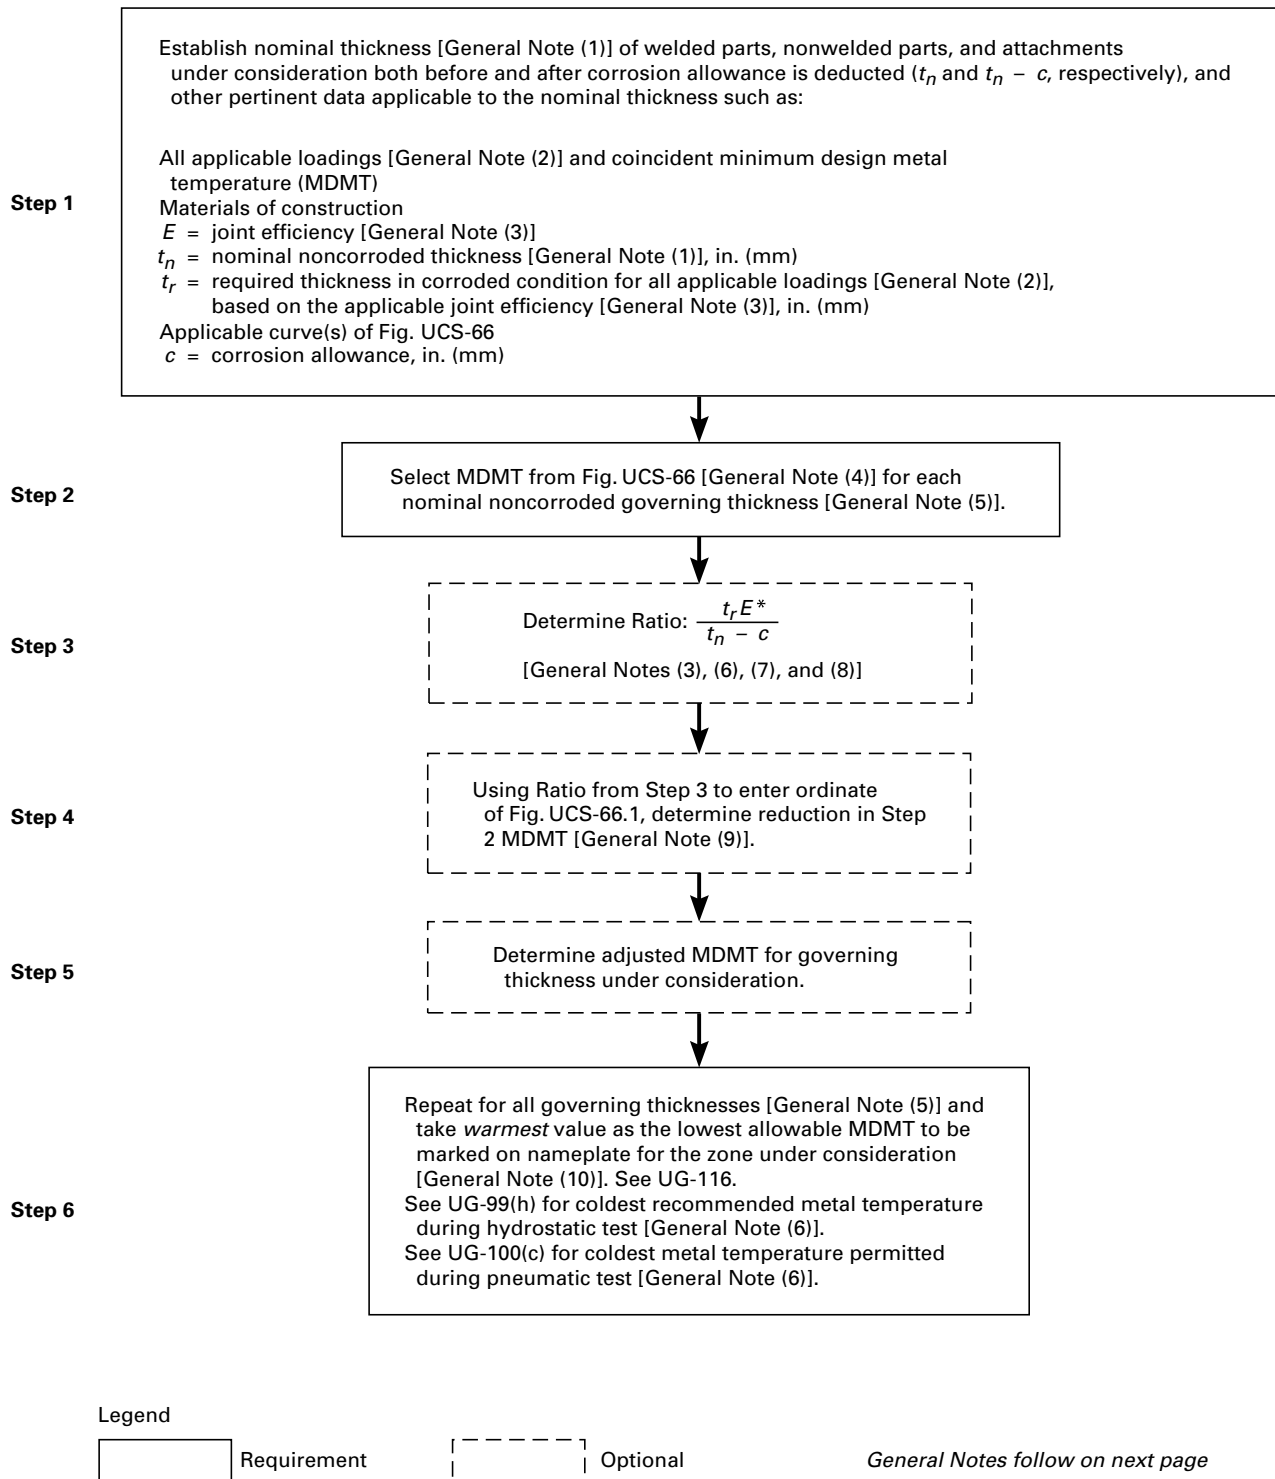 Establish nominal thickness [General Note (1)] of welded parts, nonwelded parts, and attachments
under consideration both before and after corrosion allowance is deducted (tn and tn – c, respectively), and
other pertinent data applicable to the nominal thickness such as:
All applicable loadings [General Note (2)] and coincident minimum design metal
temperature (MDMT)
Step 1
Materials of construction
E = joint efficiency [General Note (3)]
tn = nominal noncorroded thickness [General Note (1)], in. (mm)
tr = required thickness in corroded condition for all applicable loadings [General Note (2)],
based on the applicable joint efficiency [General Note (3)], in. (mm)
Applicable curve(s) of Fig. UCS-66
c = corrosion allowance, in. (mm)
Step 2
Select MDMT from Fig. UCS-66 [General Note (4)] for each
nominal noncorroded governing thickness [General Note (5)].
Step 3
Determine Ratio: trE*
tn – c
[General Notes (3), (6), (7), and (8)]
Step 4
Using Ratio from Step 3 to enter ordinate
of Fig. UCS-66.1, determine reduction in Step
2 MDMT [General Note (9)].
Step 5
Determine adjusted MDMT for governing
thickness under consideration.
Step 6
Repeat for all governing thicknesses [General Note (5)] and
take warmest value as the lowest allowable MDMT to be
marked on nameplate for the zone under consideration
[General Note (10)]. See UG-116.
See UG-99(h) for coldest recommended metal temperature
during hydrostatic test [General Note (6)].
See UG-100(c) for coldest metal temperature permitted
during pneumatic test [General Note (6)].
Legend
Requirement
Optional
General Notes follow on next page